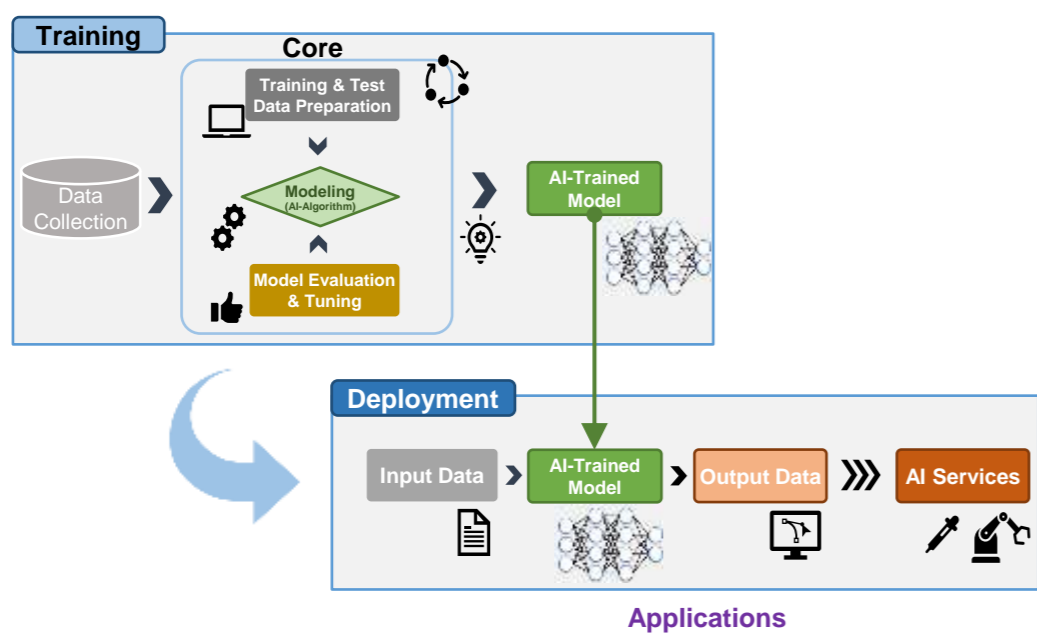 Training
Core
Training & Test
Data Preparation
Data
Collection
Modeling
(AI-Algorithm)
Model Evaluation
& Tuning
AI-Trained
Model
Deployment
Input Data
AI-Trained
Model
Output Data
AI Services
Applications